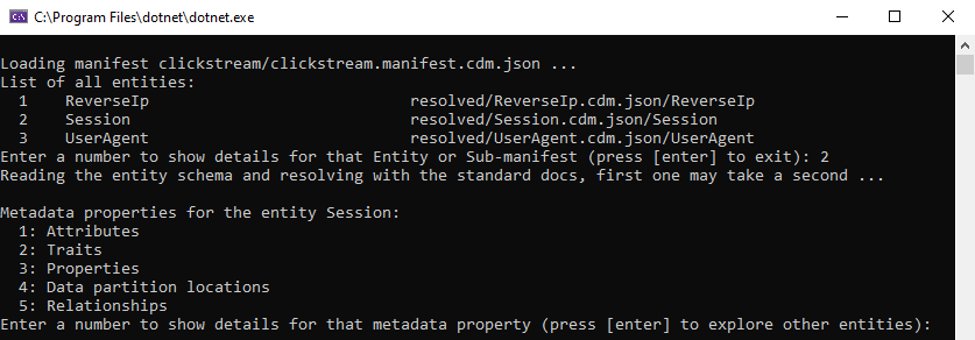 C:\Program Files\dotnet\dotnet.exe
Loading manifest clickstream/clickstream.manifest.cdm.json ...
List of all entities:
1 ReverseIp resolved/ReverseIp.cdm.json/ReverseIp
2 Session resolved/Session.cdm.json/Session
3 UserAgent resolved/UserAgent.cdm.json/UserAgent
Enter a number to show details for that Entity or Sub-manifest (press [enter] to exit): 2
Reading the entity schema and resolving with the standard docs, first one may take a second ...
Metadata properties for the entity Session:
1: Attributes
2: Traits
3: Properties
4: Data partition locations
5: Relationships
Enter a number to show details for that metadata property (press [enter] to explore other entities):